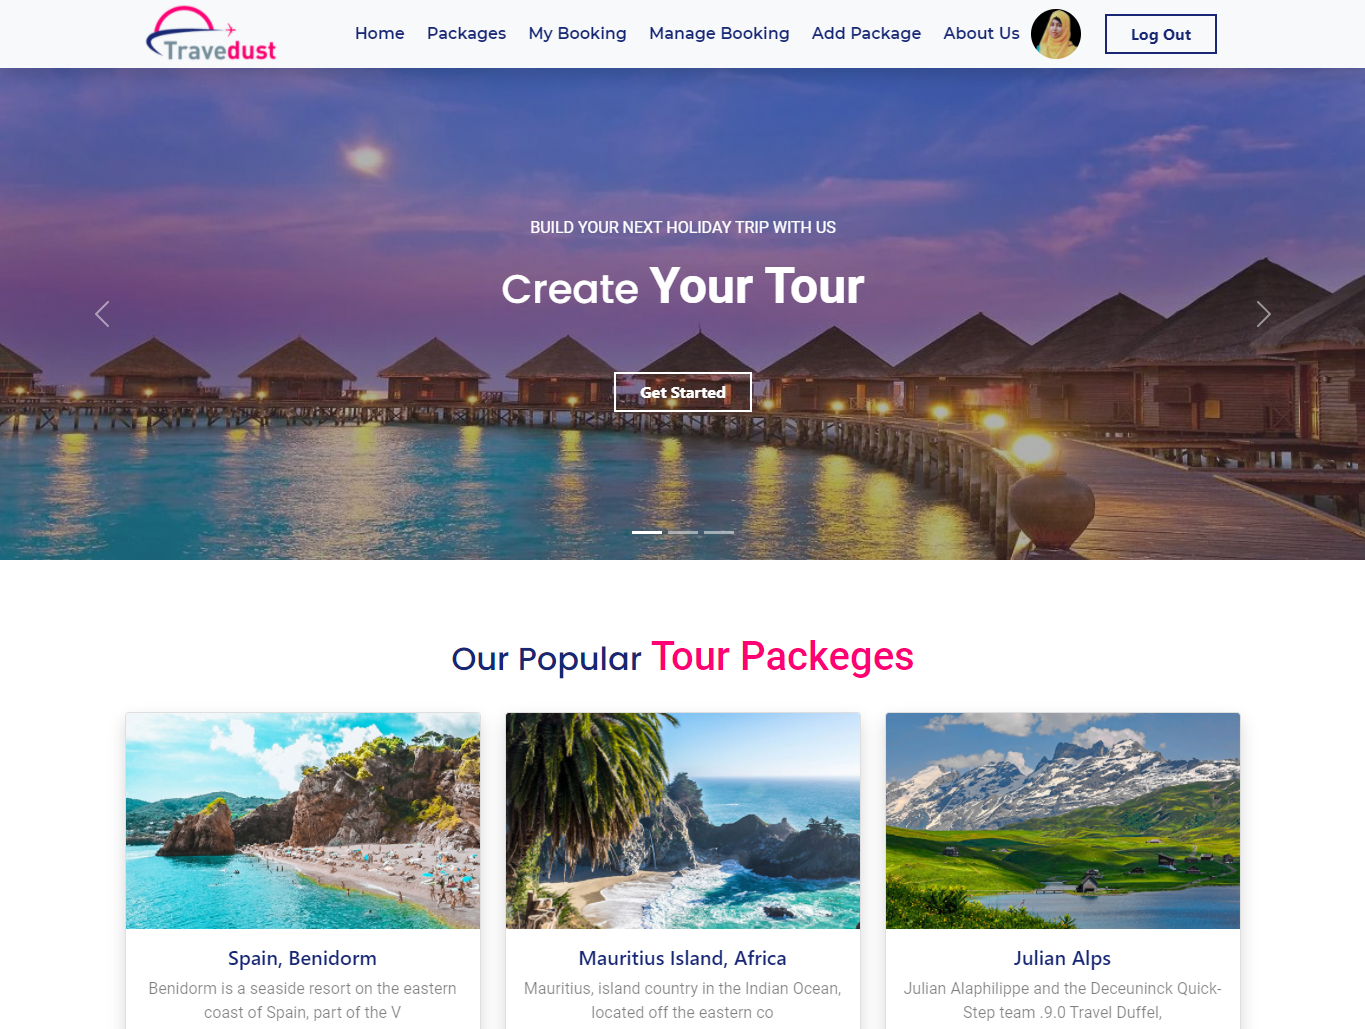 Travedust
Home Packages My Booking Manage Booking Add Package About Us Log Out
BUILD YOUR NEXT HOLIDAY TRIP WITH US
Create Your Tour
Get Started
Our Popular Tour Packeges
Spain, Benidorm
Benidorm is a seaside resort on the eastern
coast of Spain, part of the V
Mauritius Island, Africa
Mauritius, island country in the Indian Ocean,
located off the eastern co
Julian Alps
Julian Alaphilippe and the Deceuninck Quick-
Step team .9.0 Travel Duffel,